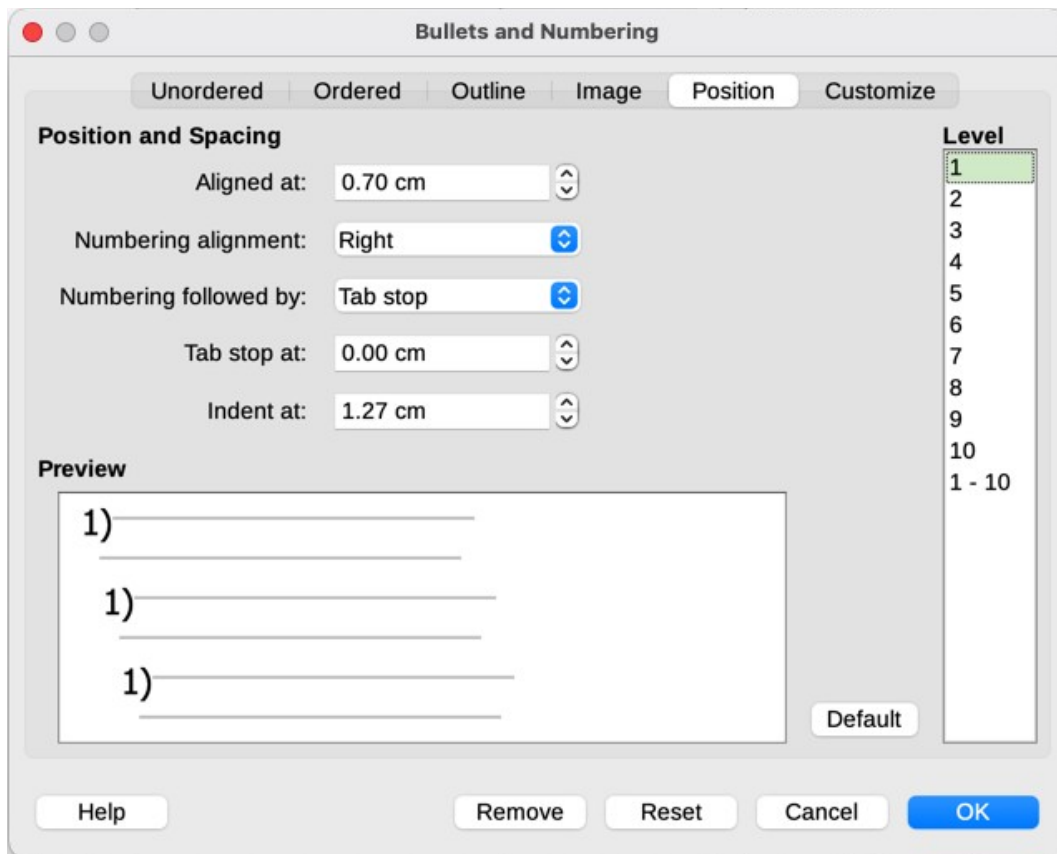 Bullets and Numbering
Unordered Ordered Outline Image Position Customize
Position and Spacing
Aligned at: 0.70 cm
Numbering alignment: Right
Numbering followed by: Tab stop
Tab stop at: 0.00 cm
Indent at: 1.27 cm
Preview
1)
1)
1)
Default
Level
1
2
3
4
5
6
7
8
9
10
1 - 10
Help Remove Reset Cancel OK